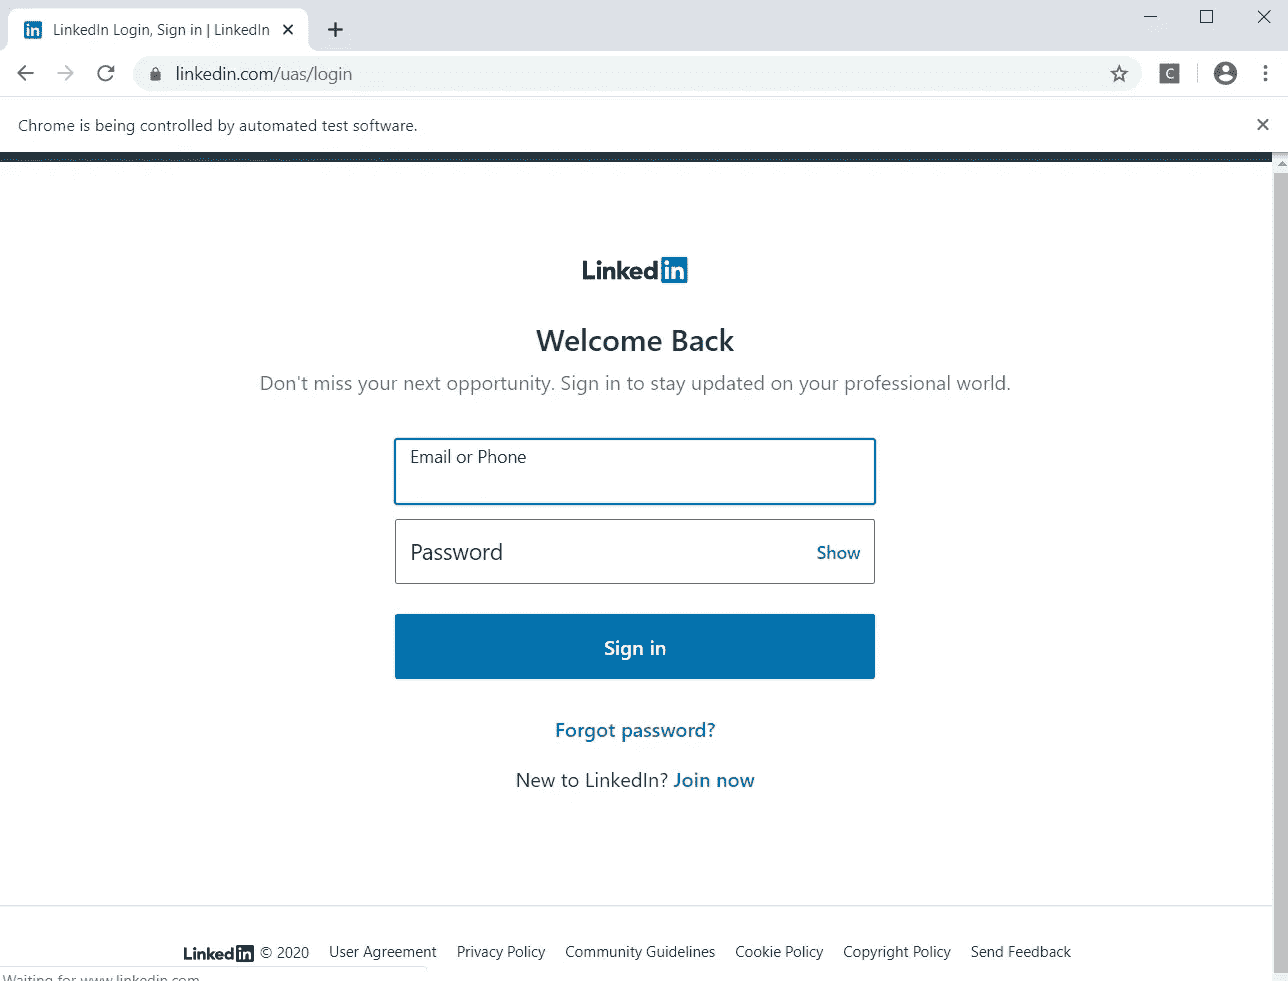 LinkedIn Login, Sign in | LinkedIn
linkedin.com/uas/login
C
Chrome is being controlled by automated test software.
Linkedin
Welcome Back
Don't miss your next opportunity. Sign in to stay updated on your professional world.
Email or Phone
Password Show
Sign in
Forgot password?
New to LinkedIn? Join now
Linkedin © 2020 User Agreement Privacy Policy Community Guidelines Cookie Policy Copyright Policy Send Feedback
Waiting for www.linkedin.com